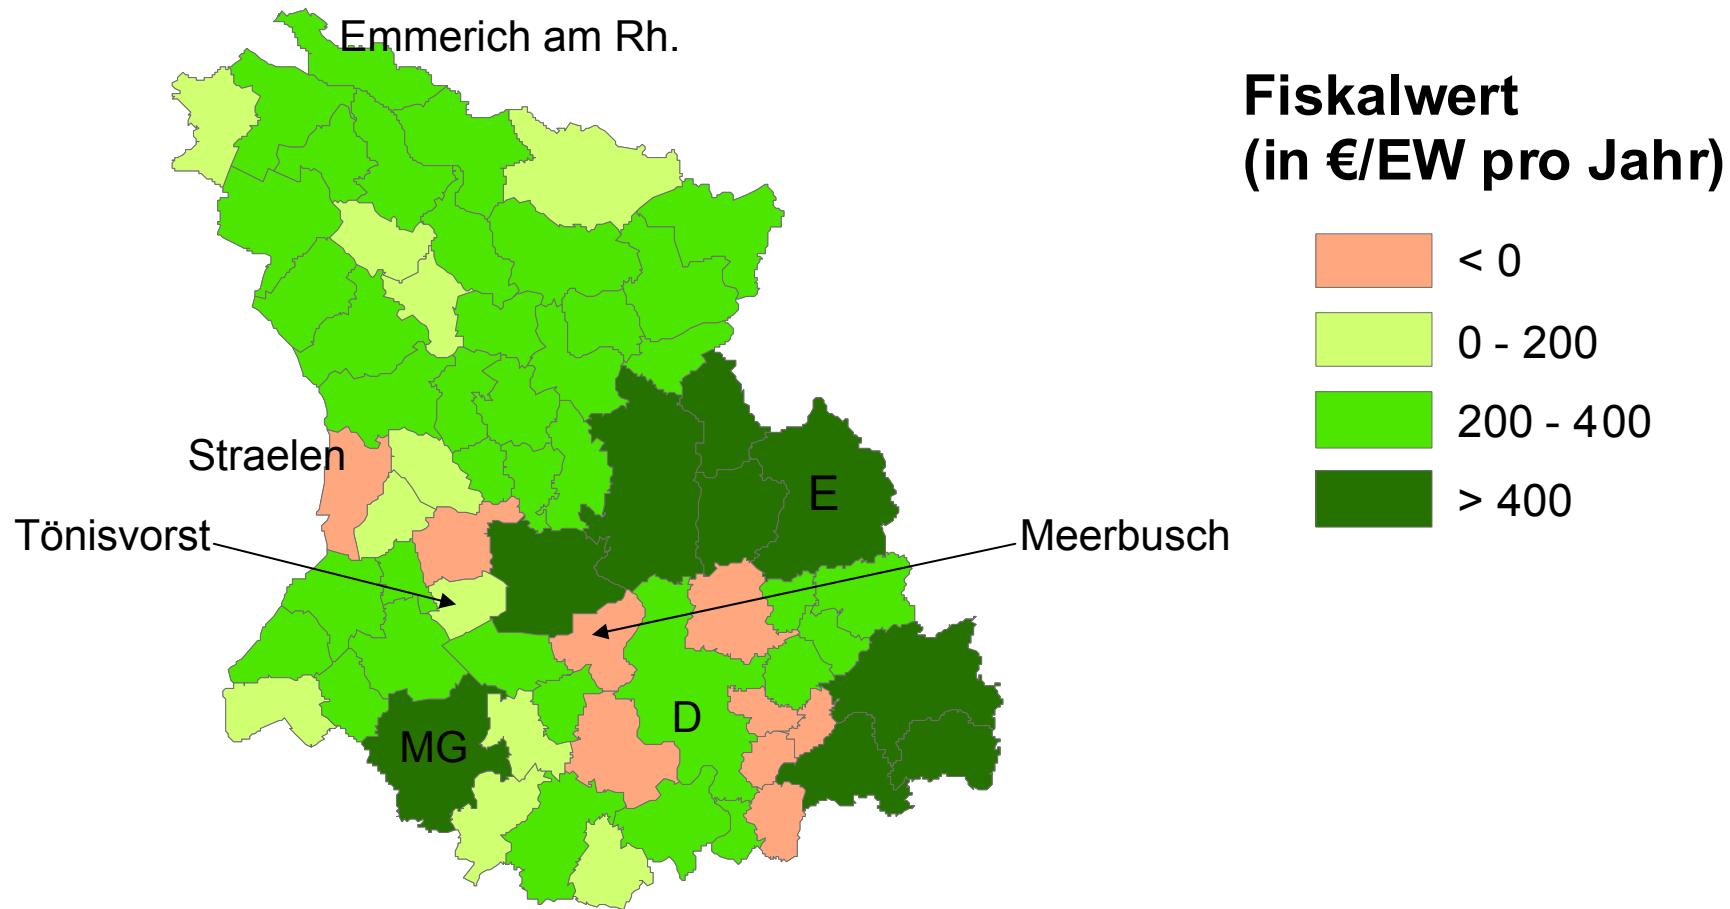 Emmerich am Rh.
Fiskalwert
(in €/EW pro Jahr)
< 0
0 - 200
200 - 400
> 400
Straelen
E
Tönisvorst
Meerbusch
D
MG